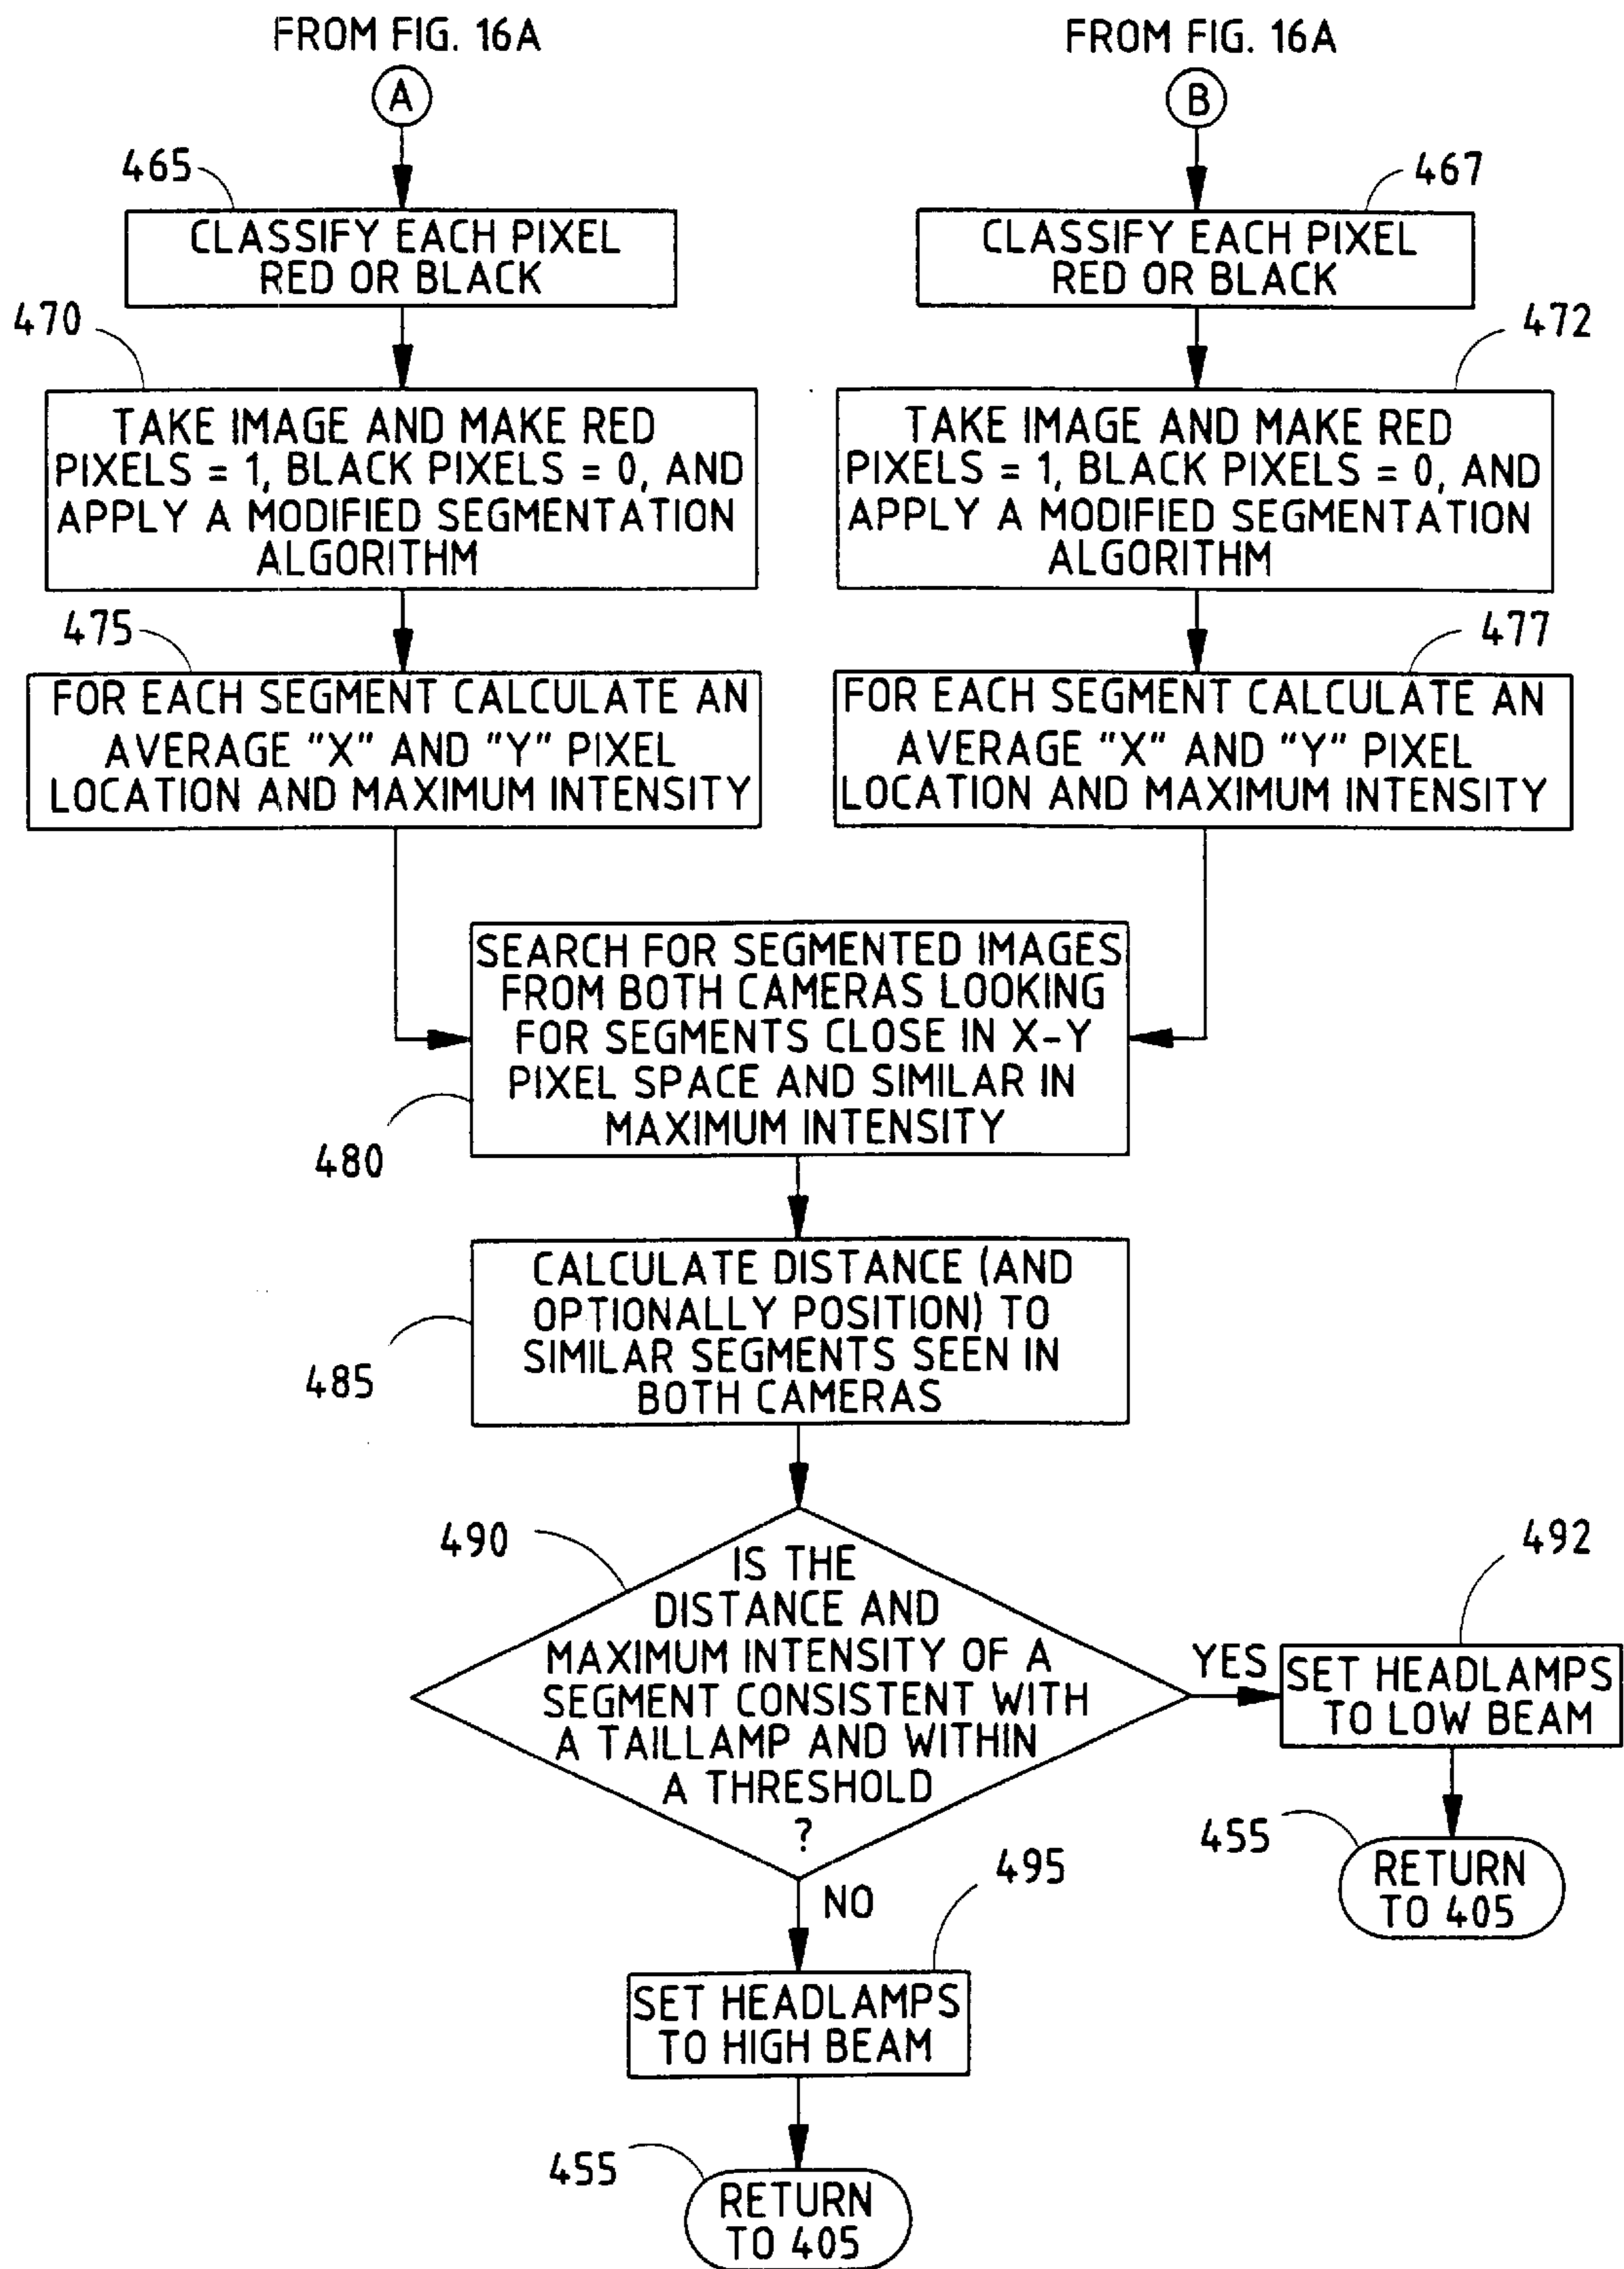 FROM FIG. 16A
A
465
CLASSIFY EACH PIXEL
RED OR BLACK
470
TAKE IMAGE AND MAKE RED
PIXELS = 1, BLACK PIXELS = 0, AND
APPLY A MODIFIED SEGMENTATION
ALGORITHM
475
FOR EACH SEGMENT CALCULATE AN
AVERAGE "X" AND "Y" PIXEL
LOCATION AND MAXIMUM INTENSITY
FROM FIG. 16A
B
467
CLASSIFY EACH PIXEL
RED OR BLACK
472
TAKE IMAGE AND MAKE RED
PIXELS = 1, BLACK PIXELS = 0, AND
APPLY A MODIFIED SEGMENTATION
ALGORITHM
477
FOR EACH SEGMENT CALCULATE AN
AVERAGE "X" AND "Y" PIXEL
LOCATION AND MAXIMUM INTENSITY
SEARCH FOR SEGMENTED IMAGES
FROM BOTH CAMERAS LOOKING
FOR SEGMENTS CLOSE IN X-Y
PIXEL SPACE AND SIMILAR IN
MAXIMUM INTENSITY
480
CALCULATE DISTANCE (AND
OPTIONALLY POSITION) TO
SIMILAR SEGMENTS SEEN IN
BOTH CAMERAS
485
490
IS THE
DISTANCE AND
MAXIMUM INTENSITY OF A
SEGMENT CONSISTENT WITH
A TAILLAMP AND WITHIN
A THRESHOLD
?
YES
492
SET HEADLAMPS
TO LOW BEAM
455
RETURN
TO 405
NO
495
SET HEADLAMPS
TO HIGH BEAM
455
RETURN
TO 405